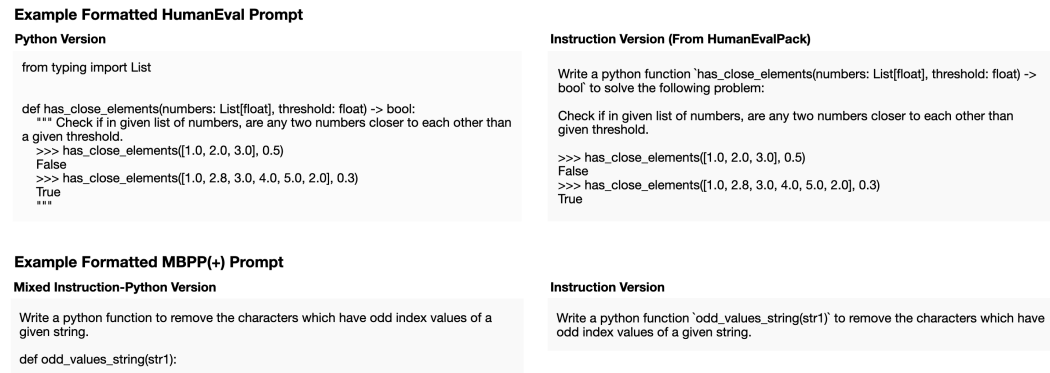 Example Formatted HumanEval Prompt
Python Version
from typing import List
def has_close_elements(numbers: List[float], threshold: float) -> bool:
""" Check if in given list of numbers, are any two numbers closer to each other than
a given threshold.
>>> has_close_elements([1.0, 2.0, 3.0], 0.5)
False
>>> has_close_elements([1.0, 2.8, 3.0, 4.0, 5.0, 2.0], 0.3)
True
"""
Instruction Version (From HumanEvalPack)
Write a python function `has_close_elements(numbers: List[float], threshold: float) ->
bool` to solve the following problem:
Check if in given list of numbers, are any two numbers closer to each other than
given threshold.
>>> has_close_elements([1.0, 2.0, 3.0], 0.5)
False
>>> has_close_elements([1.0, 2.8, 3.0, 4.0, 5.0, 2.0], 0.3)
True
Example Formatted MBPP(+) Prompt
Mixed Instruction-Python Version
Write a python function to remove the characters which have odd index values of a
given string.
def odd_values_string(str1):
Instruction Version
Write a python function `odd_values_string(str1)` to remove the characters which have
odd index values of a given string.